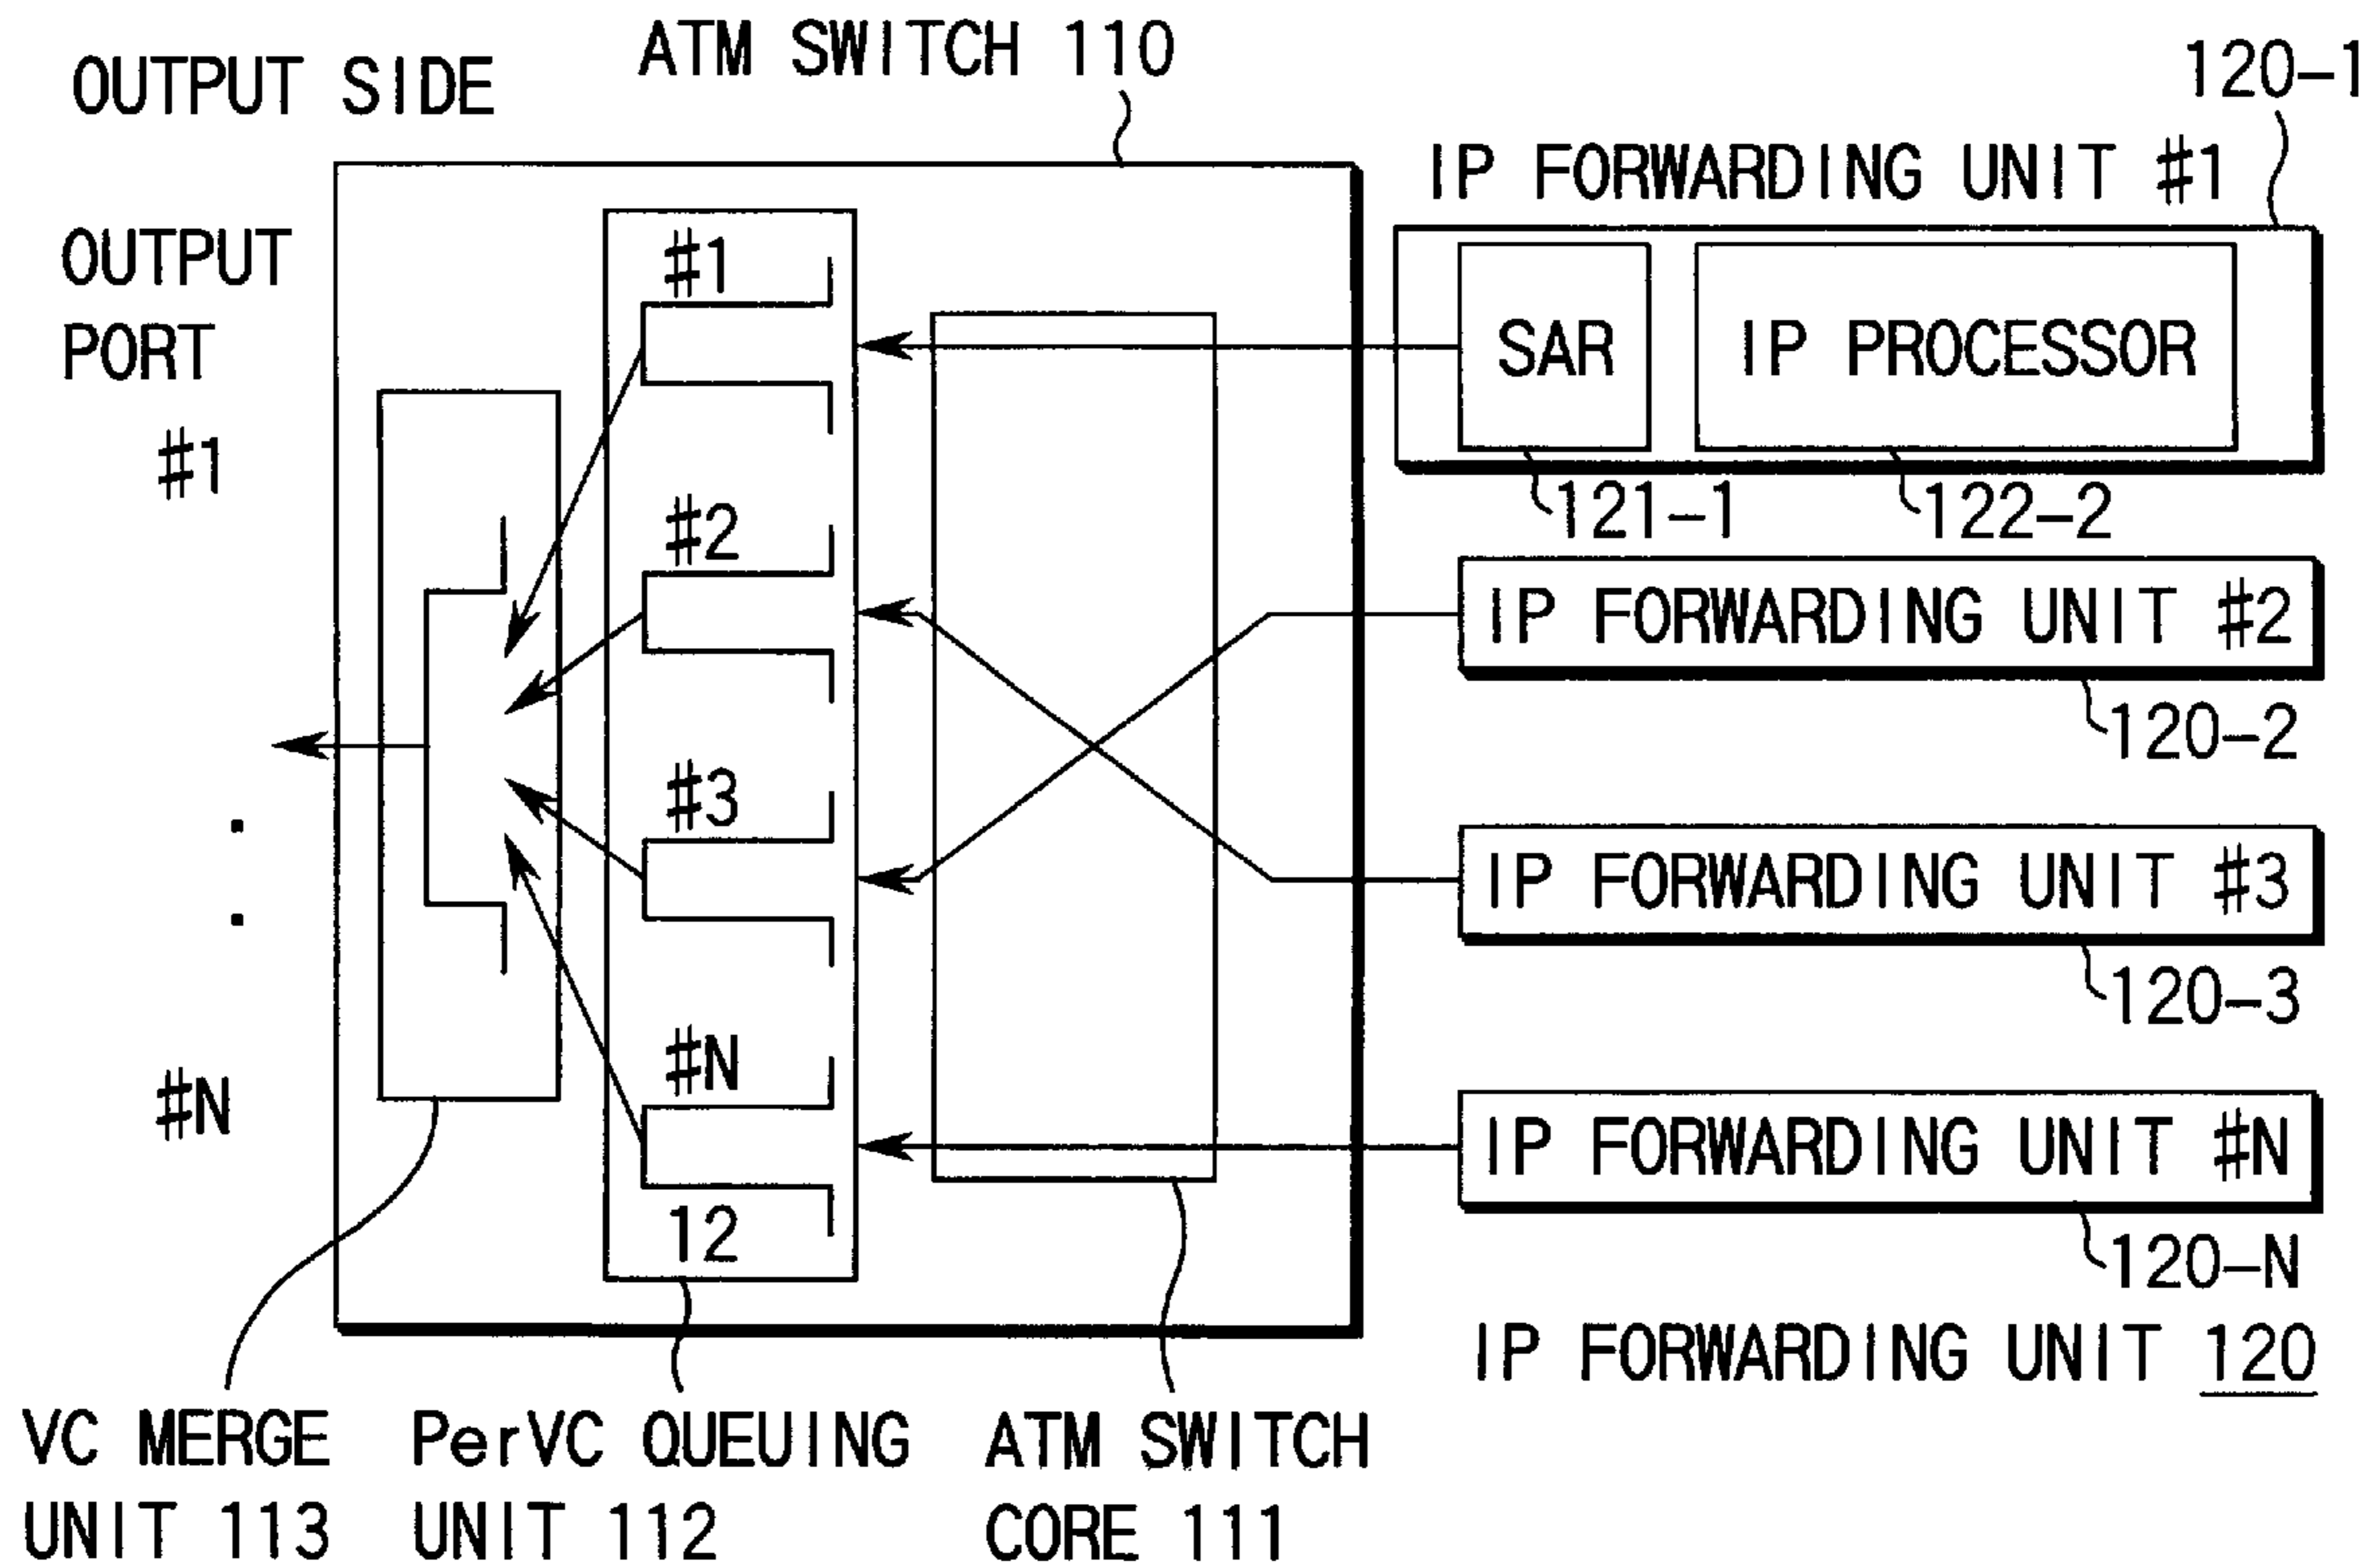 OUTPUT SIDE
ATM SWITCH 110
120-1
IP FORWARDING UNIT #1
OUTPUT
PORT
#1
#N
#1
#2
#3
#N
12
SAR
IP PROCESSOR
121-1
122-2
IP FORWARDING UNIT #2
120-2
IP FORWARDING UNIT #3
120-3
IP FORWARDING UNIT #N
120-N
IP FORWARDING UNIT 120
VC MERGE
UNIT 113
PerVC QUEUING
UNIT 112
ATM SWITCH
CORE 111